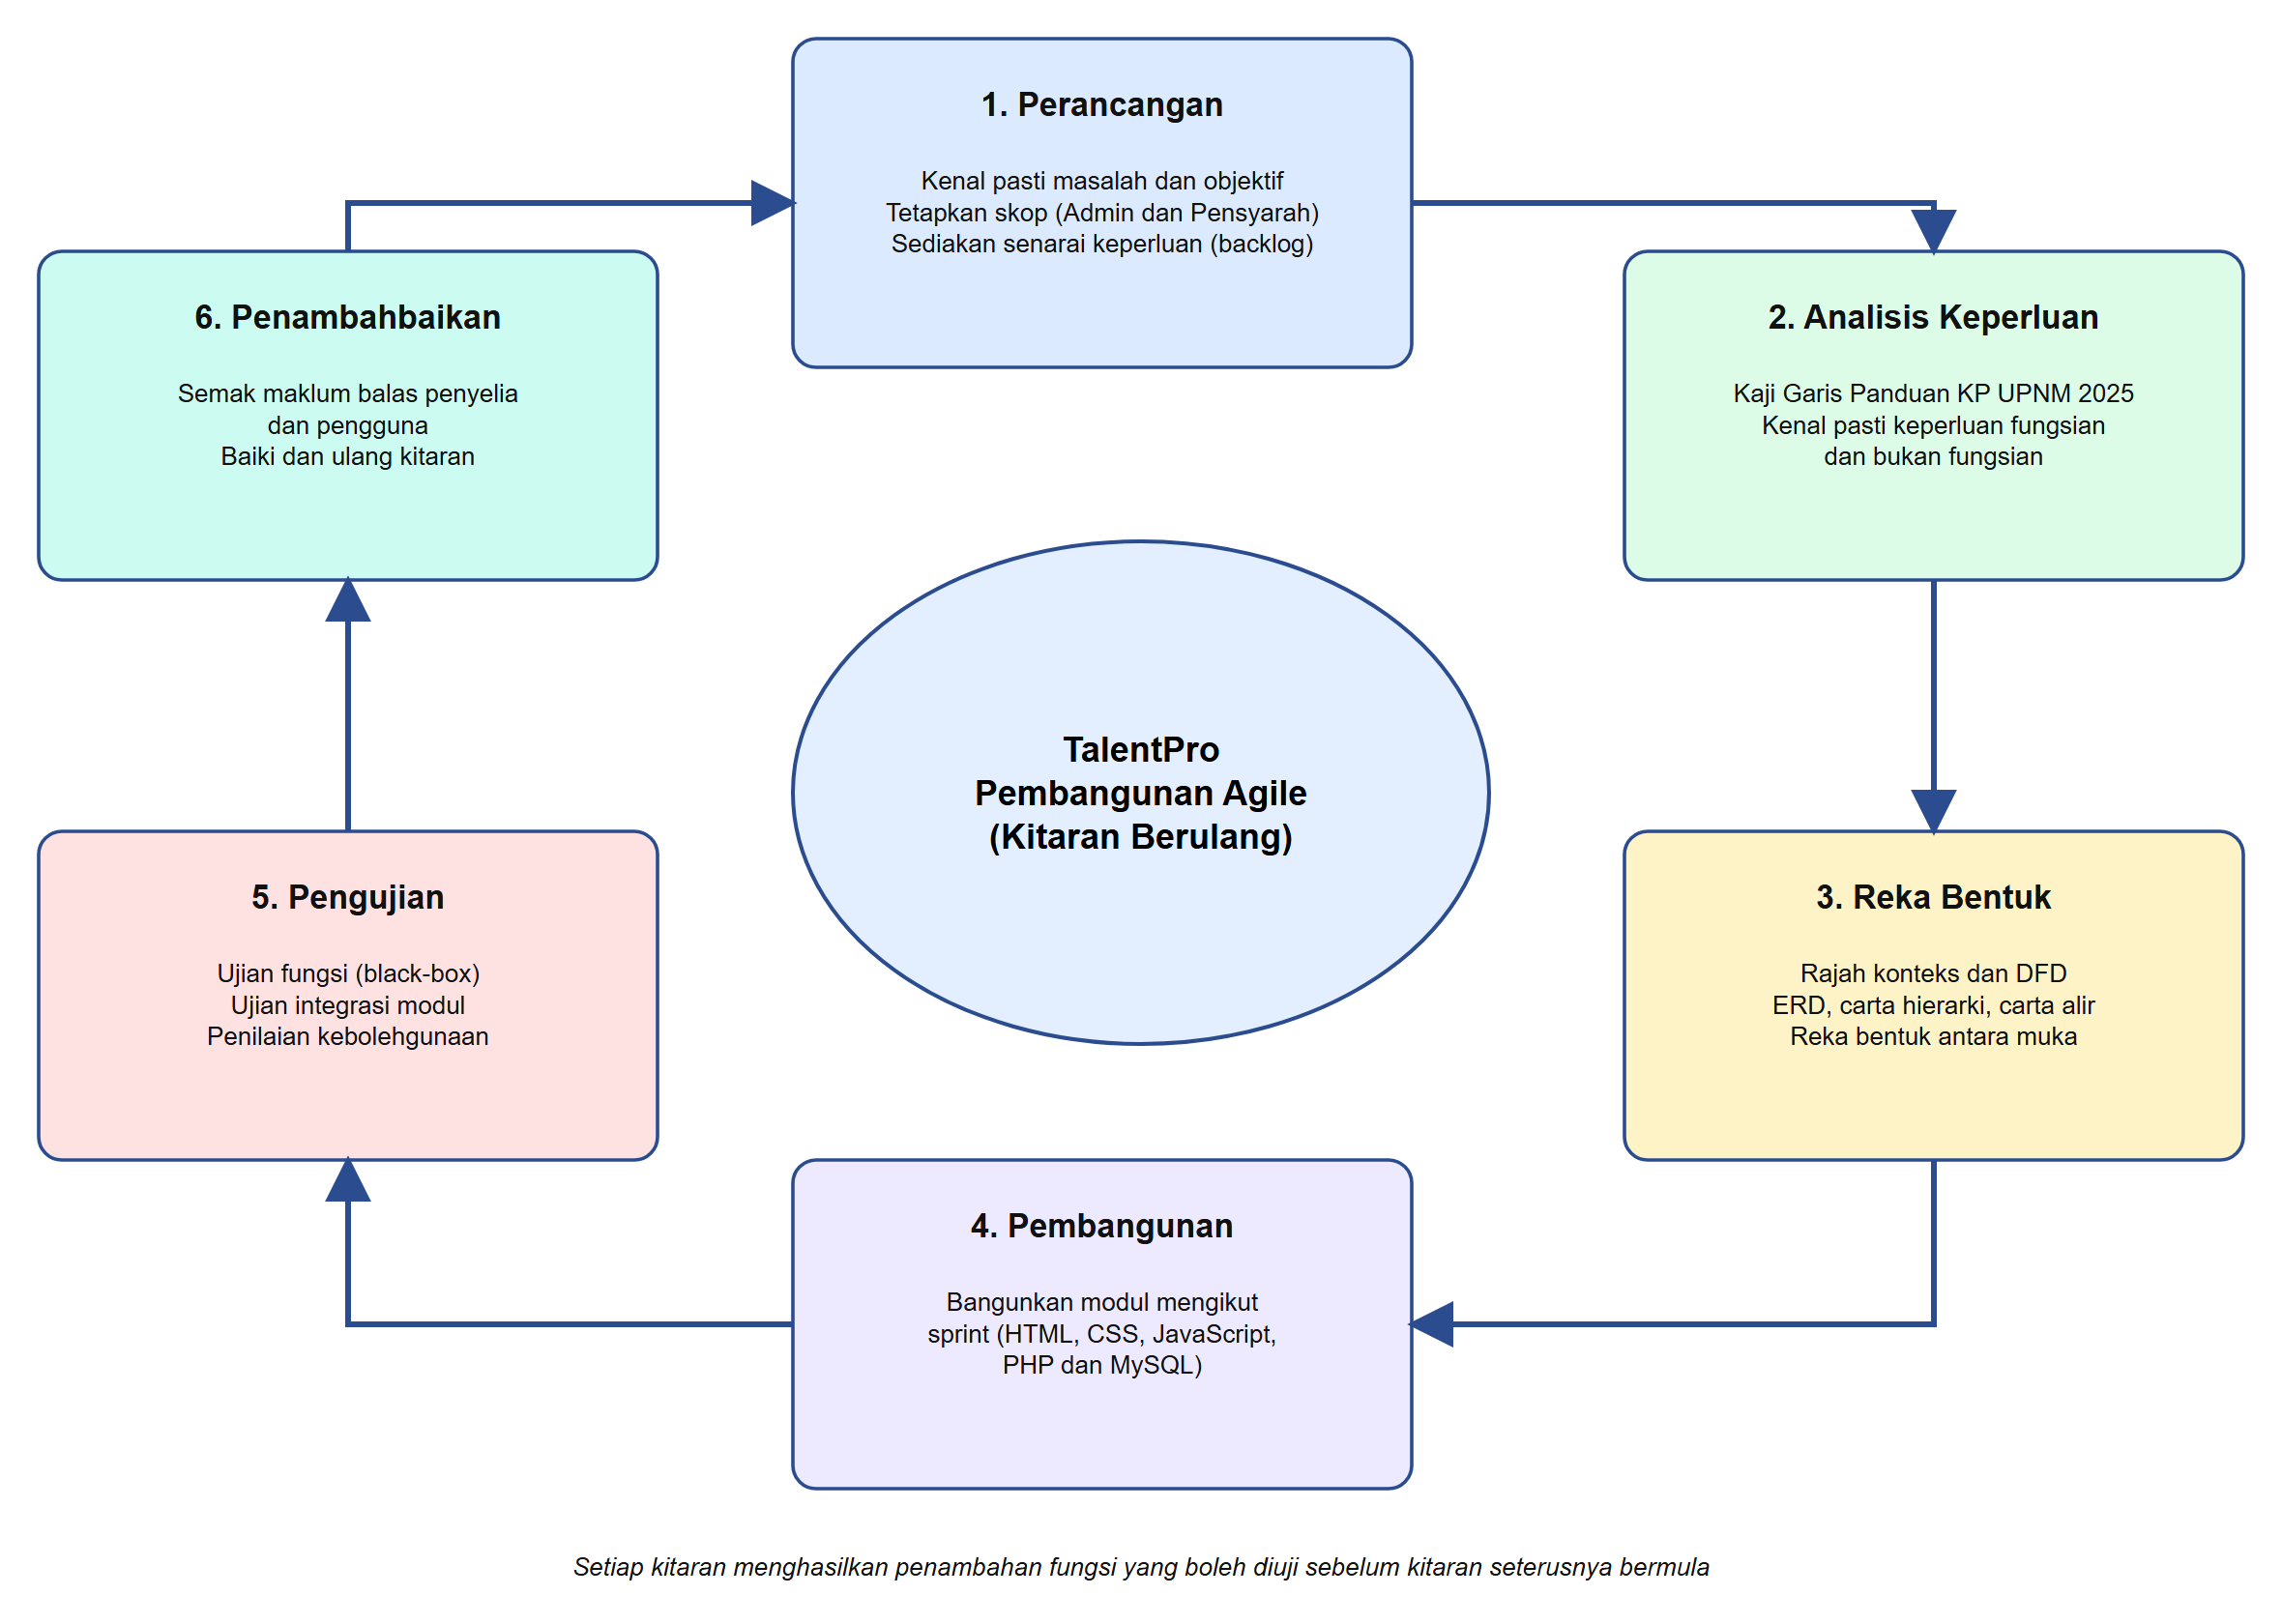 1. Perancangan
Kenal pasti masalah dan objektif
Tetapkan skop (Admin dan Pensyarah)
Sediakan senarai keperluan (backlog)
2. Analisis Keperluan
Kaji Garis Panduan KP UPNM 2025
Kenal pasti keperluan fungsian
dan bukan fungsian
3. Reka Bentuk
Rajah konteks dan DFD
ERD, carta hierarki, carta alir
Reka bentuk antara muka
4. Pembangunan
Bangunkan modul mengikut
sprint (HTML, CSS, JavaScript,
PHP dan MySQL)
5. Pengujian
Ujian fungsi (black-box)
Ujian integrasi modul
Penilaian kebolehgunaan
6. Penambahbaikan
Semak maklum balas penyelia
dan pengguna
Baiki dan ulang kitaran
TalentPro
Pembangunan Agile
(Kitaran Berulang)
Setiap kitaran menghasilkan penambahan fungsi yang boleh diuji sebelum kitaran seterusnya bermula